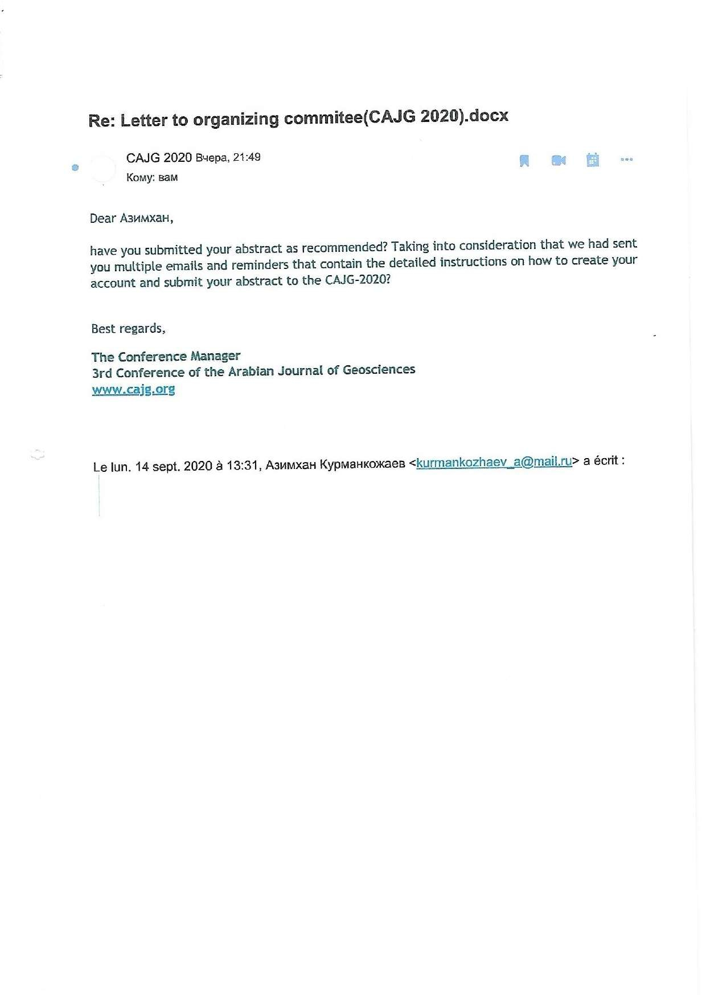 Re: Letter to organizing commitee(CAJG 2020).docx
CAJG 2020 Вчера, 21:49
Кому: вам
Dear Азимхан,
have you submitted your abstract as recommended? Taking into consideration that we had sent
you multiple emails and reminders that contain the detailed instructions on how to create your
account and submit your abstract to the CAJG-2020?
Best regards,
The Conference Manager
3rd Conference of the Arabian Journal of Geosciences
www.cajg.org
Le lun. 14 sept. 2020 à 13:31, Азимхан Курманкожаев <kurmankozhaev_a@mail.ru> a écrit :